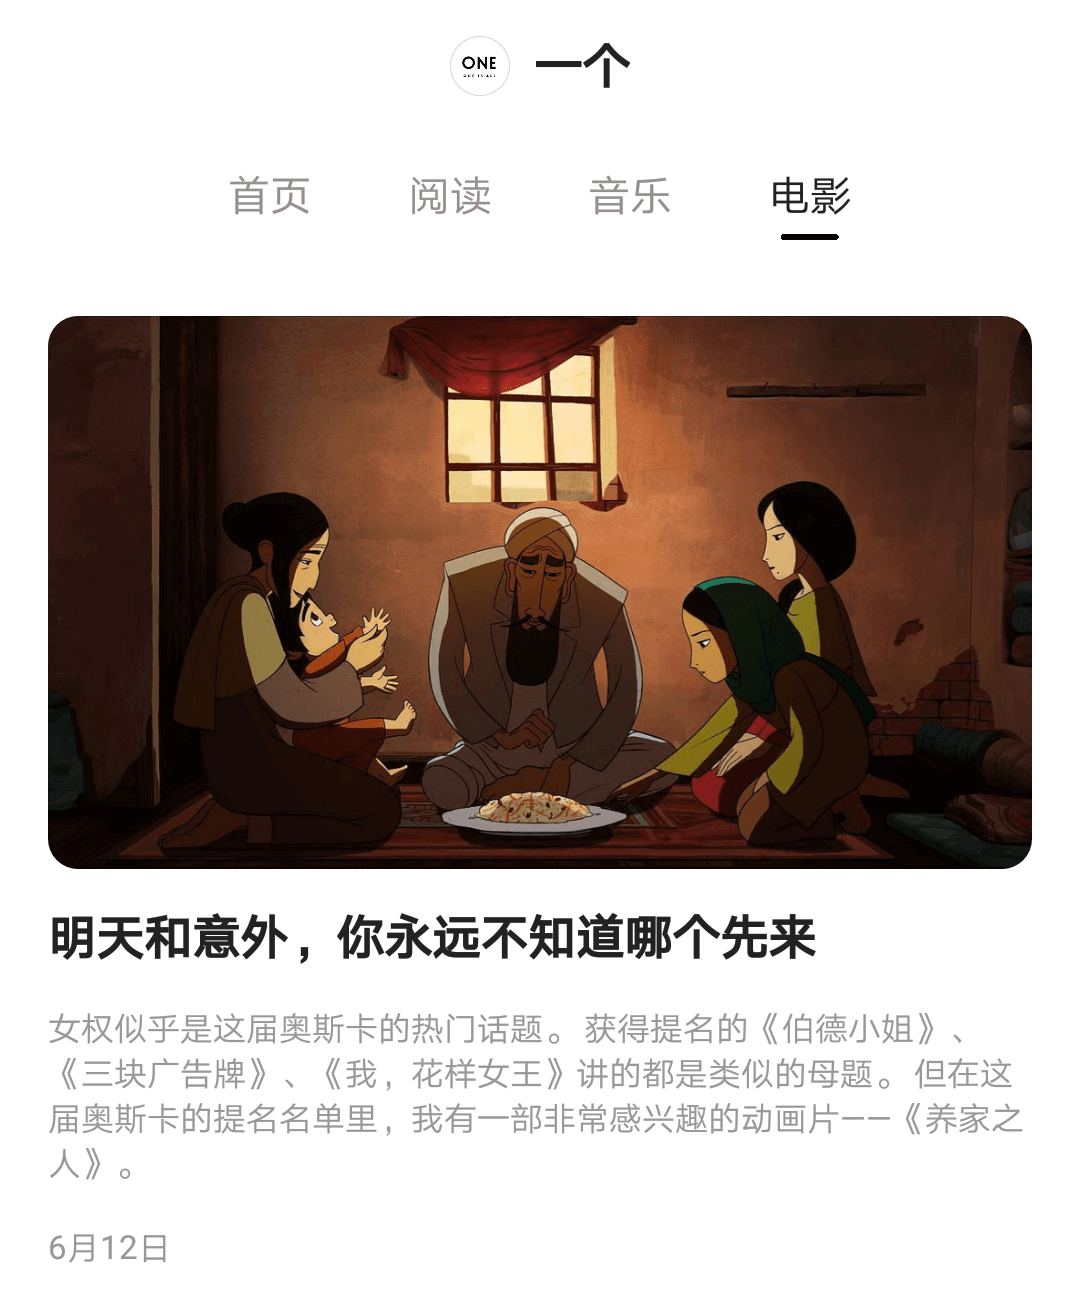 ONE
ONE IS ALL
一个
首页 阅读 音乐 电影
明天和意外，你永远不知道哪个先来
女权似乎是这届奥斯卡的热门话题。获得提名的《伯德小姐》、
《三块广告牌》、《我，花样女王》讲的都是类似的母题。但在这
届奥斯卡的提名名单里，我有一部非常感兴趣的动画片——《养家之
人》。
6月12日